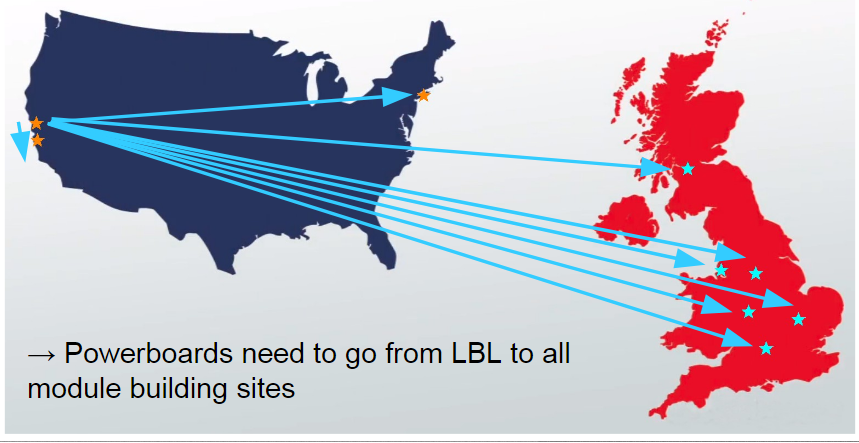 → Powerboards need to go from LBL to all
module building sites